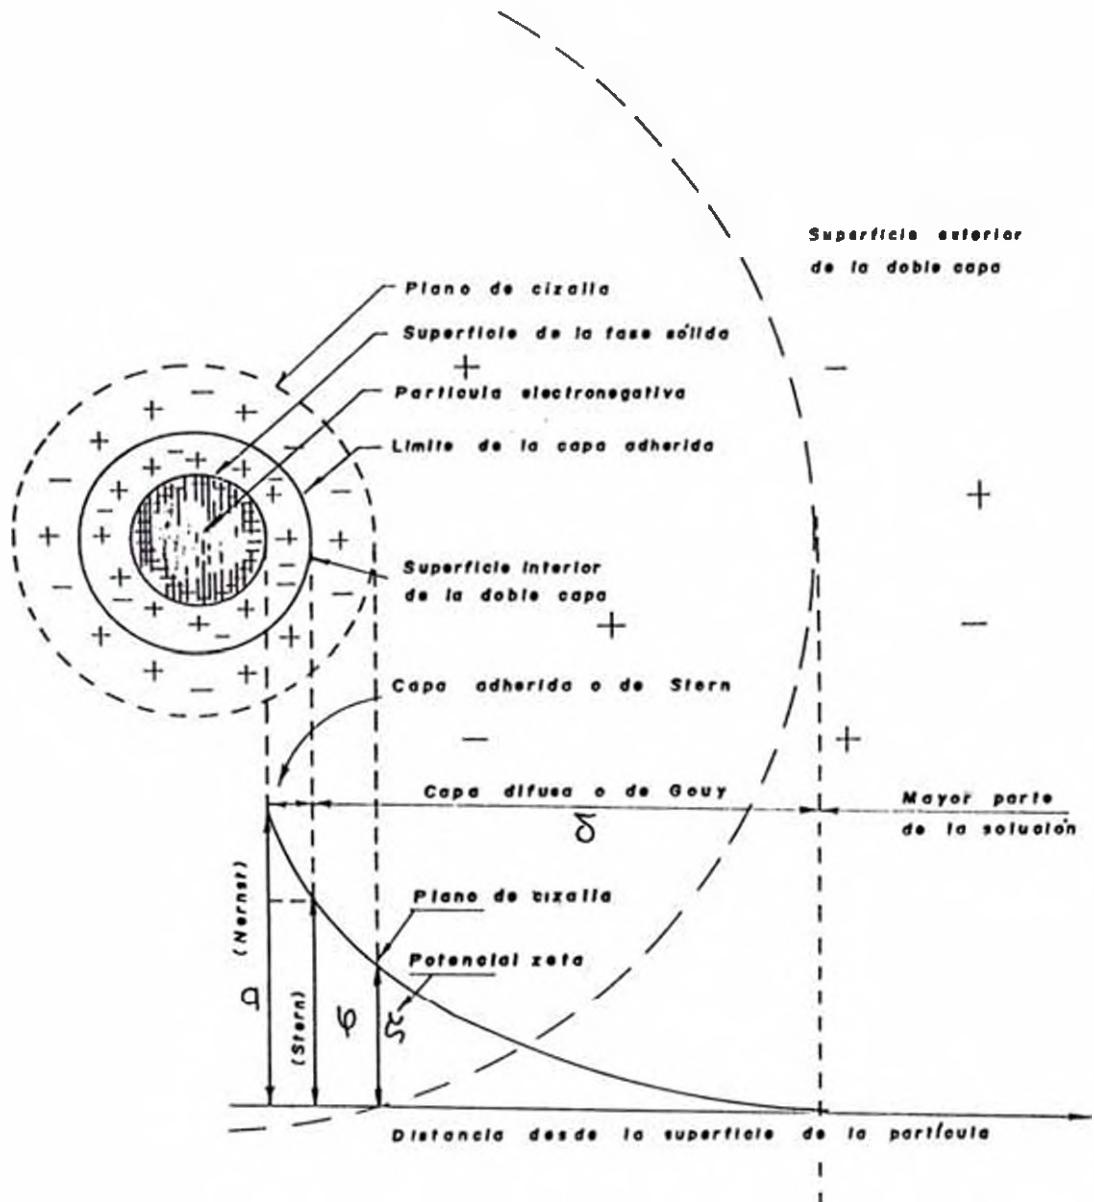 Superficie exterior
de la doble capa
Plano de cizalla
Superficie de la fase sólida
Partícula electronegativa
Límite de la capa adherida
Superficie interior
de la doble capa
Capa adherida o de Stern
Capa difusa o de Gouy
δ
Mayor parte
de la solución
(Nernst)
Plano de cizalla
Potencial zeta
q
(Stern)
φ
ξ
Distancia desde la superficie de la partícula